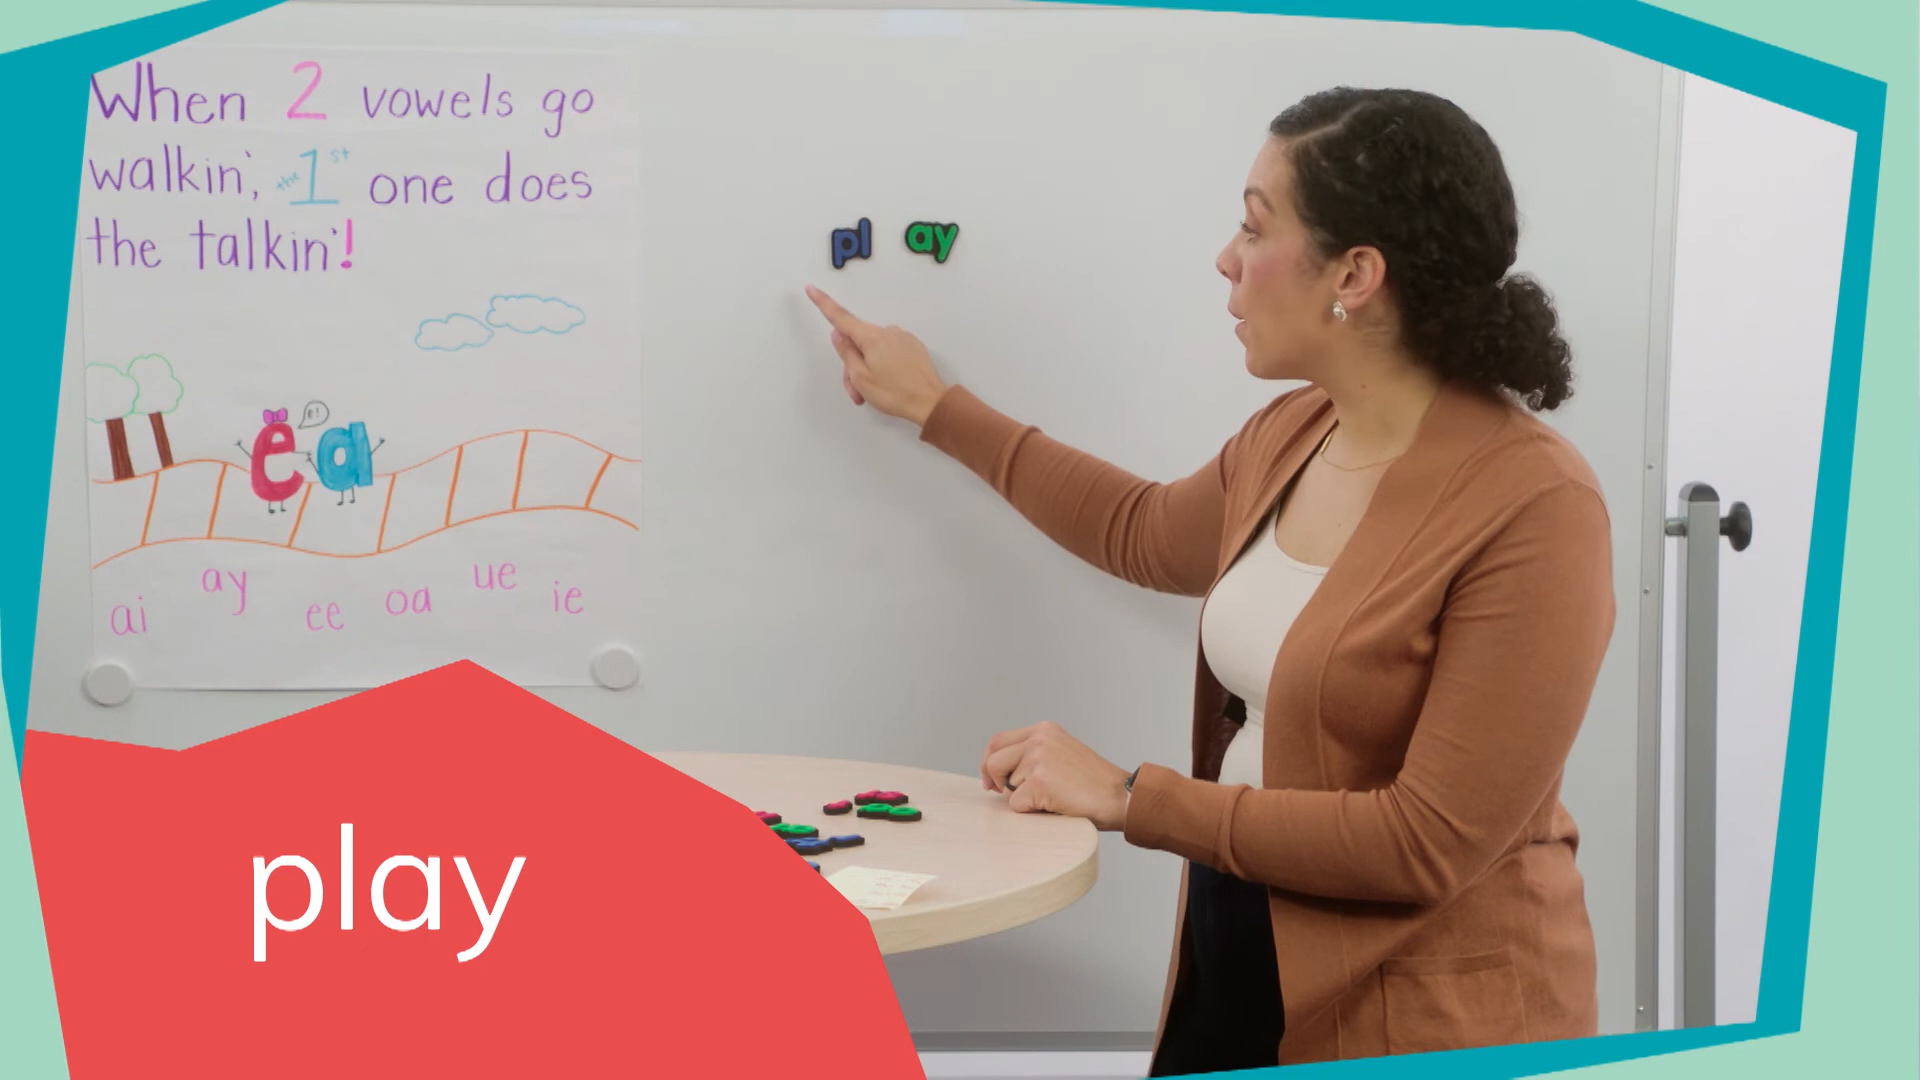 When 2 vowels go
walkin', the 1st one does
the talkin'!
pl ay
e!
ea
ai ay ee oa ue ie
play